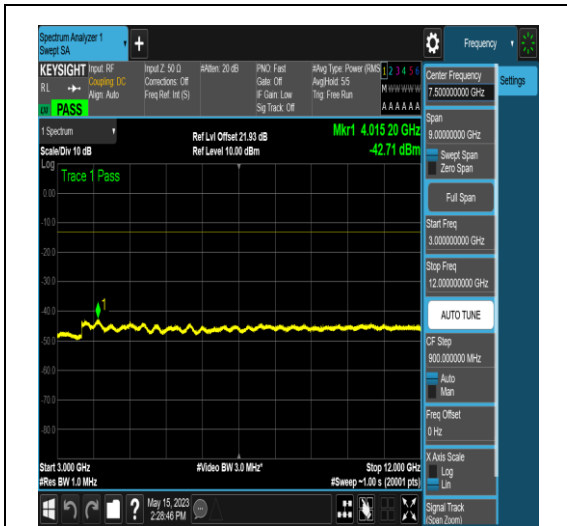 Spectrum Analyzer 1
Swept SA
+
Frequency
KEYSIGHT
RL
PASS
Input: RF
Coupling: DC
Align: Auto
Input Z: 50 Ω
Corrections: Off
Freq Ref: Int (S)
#Atten: 20 dB
PNO: Fast
Gate: Off
IF Gain: Low
Sig Track: Off
#Avg Type: Power (RMS
Avg|Hold: 5/5
Trig: Free Run
1 2 3 4 5 6
M W W W W W
A A A A A A
1 Spectrum
Scale/Div 10 dB
Ref Lvl Offset 21.93 dB
Ref Level 10.00 dBm
Mkr1 4.015 20 GHz
-42.71 dBm
Log
Trace 1 Pass
0.00
-10.0
-20.0
-30.0
-40.0
-50.0
-60.0
-70.0
-80.0
1
Start 3.000 GHz
#Res BW 1.0 MHz
#Video BW 3.0 MHz*
Stop 12.000 GHz
#Sweep ~1.00 s (20001 pts)
Center Frequency
7.500000000 GHz
Settings
Span
9.00000000 GHz
Swept Span
Zero Span
Full Span
Start Freq
3.000000000 GHz
Stop Freq
12.000000000 GHz
AUTO TUNE
CF Step
900.000000 MHz
Auto
Man
Freq Offset
0 Hz
X Axis Scale
Log
Lin
Signal Track
(Span Zoom)
?
May 15, 2023
2:28:46 PM